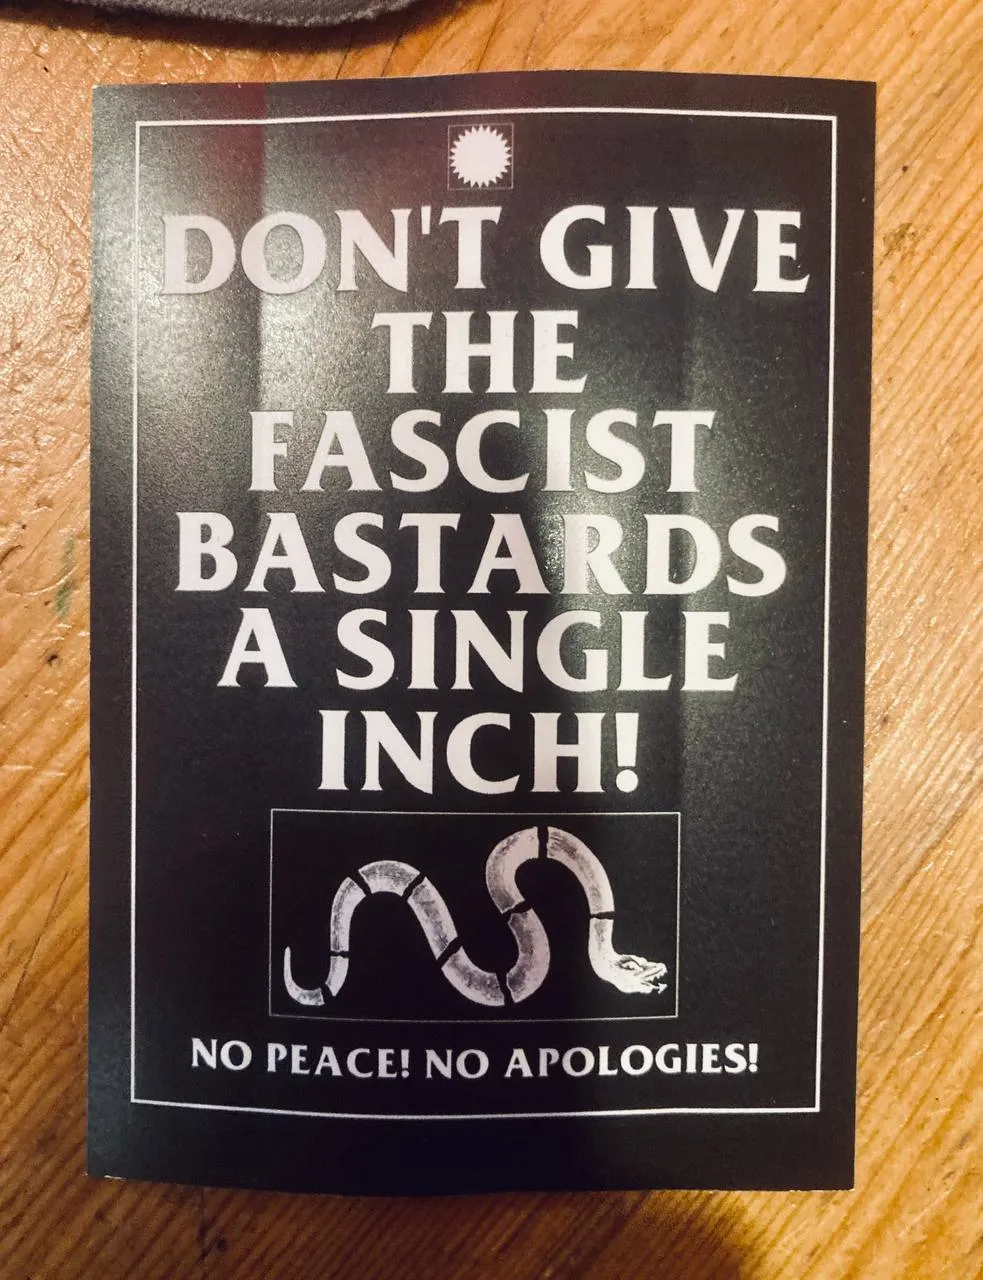 DON'T GIVE
THE
FASCIST
BASTARDS
A SINGLE
INCH!
NO PEACE! NO APOLOGIES!